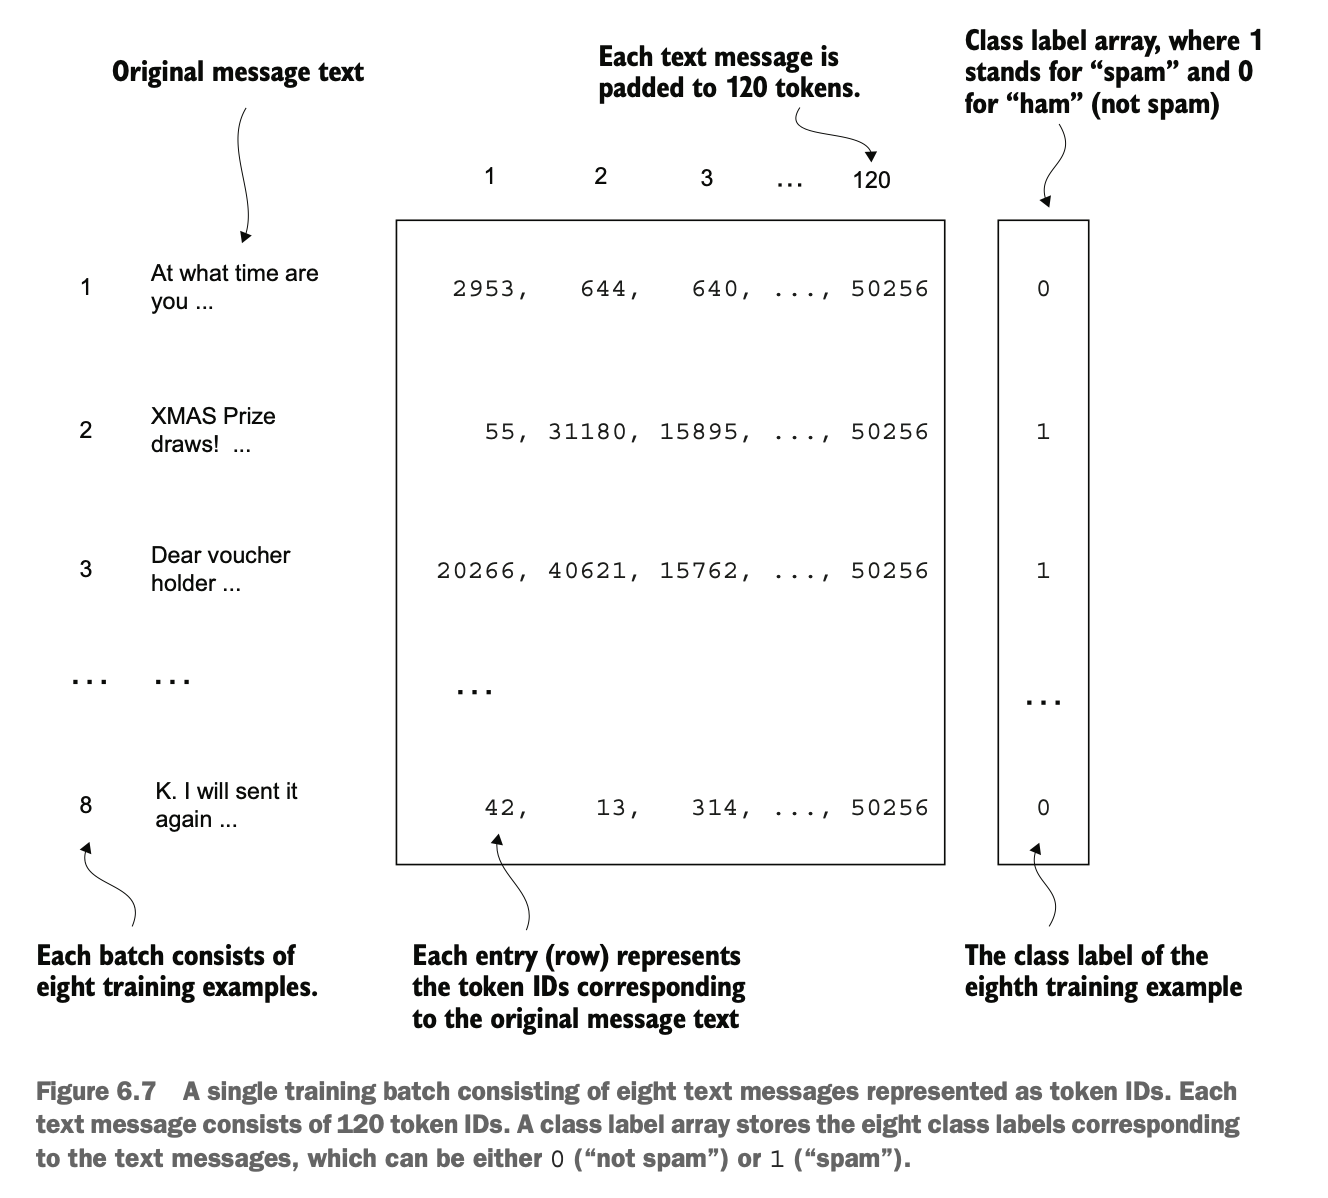 Original message text
Each text message is
padded to 120 tokens.
Class label array, where 1
stands for “spam” and 0
for “ham” (not spam)
1 2 3 ... 120
1 At what time are
you ...
2953, 644, 640, ..., 50256 0
2 XMAS Prize
draws! ...
55, 31180, 15895, ..., 50256 1
3 Dear voucher
holder ...
20266, 40621, 15762, ..., 50256 1
... ... ... ...
8 K. I will sent it
again ...
42, 13, 314, ..., 50256 0
Each batch consists of
eight training examples.
Each entry (row) represents
the token IDs corresponding
to the original message text
The class label of the
eighth training example
Figure 6.7 A single training batch consisting of eight text messages represented as token IDs. Each
text message consists of 120 token IDs. A class label array stores the eight class labels corresponding
to the text messages, which can be either 0 (“not spam”) or 1 (“spam”).